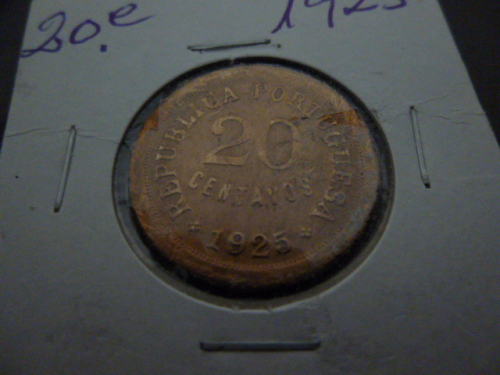 20.e 1925
REPUBLICA PORTUGUESA
20
CENTAVOS
* 1925 *